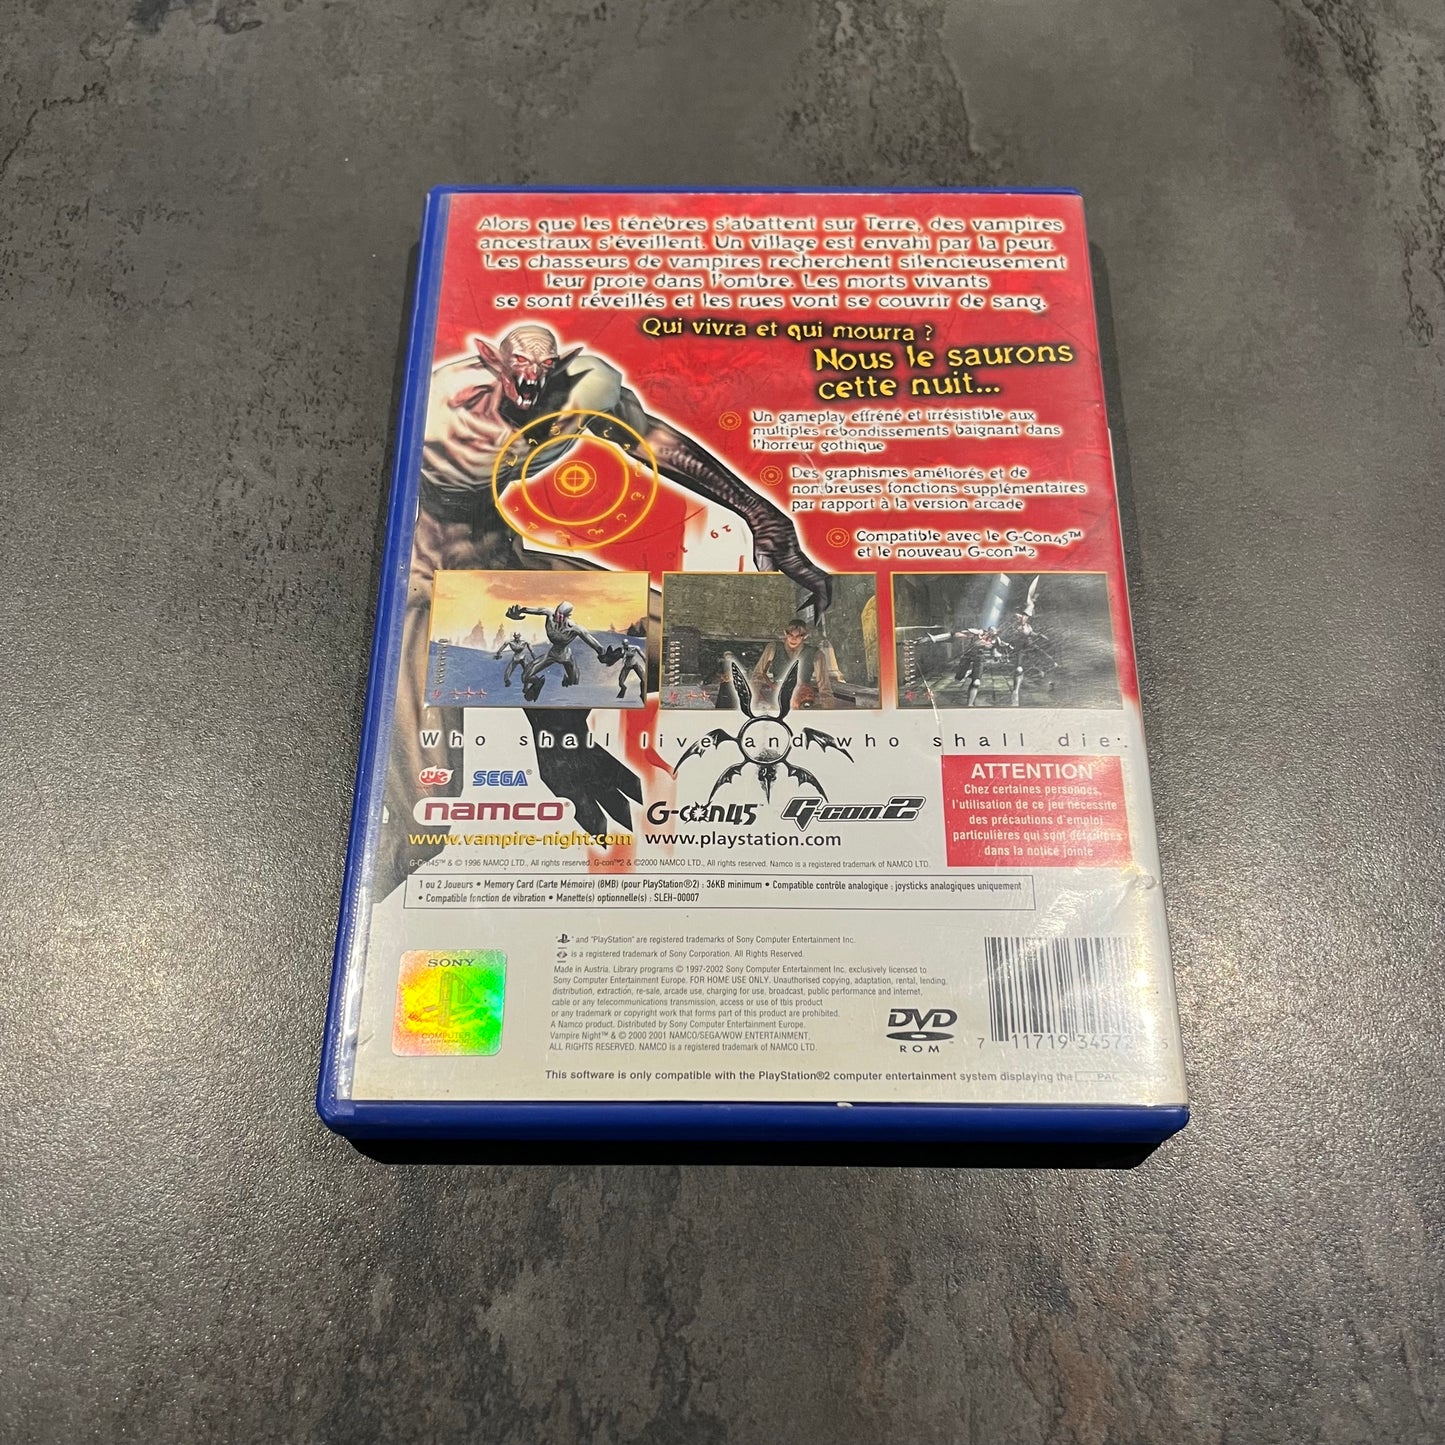 Alors que les ténèbres s'abattent sur Terre, des vampires
ancestraux s'éveillent. Un village est envahi par la peur.
Les chasseurs de vampires recherchent silencieusement
leur proie dans l'ombre. Les morts vivants
se sont réveillés et les rues vont se couvrir de sang.
Qui vivra et qui mourra ?
Nous le saurons
cette nuit...
Un gameplay effréné et irrésistible aux
multiples rebondissements baignant dans
l'horreur gothique
Des graphismes améliorés et de
nombreuses fonctions supplémentaires
par rapport à la version arcade
Compatible avec le G-Con45™
et le nouveau G-con™2
Who shall live and who shall die.
SEGA®
namco®
G-con45™
G-con2
www.vampire-night.com
www.playstation.com
ATTENTION
Chez certaines personnes,
l'utilisation de ce jeu nécessite
des précautions d'emploi
particulières qui sont détaillées
dans la notice jointe
G-Con45™ & © 1996 NAMCO LTD., All rights reserved. G-con™2 & ©2000 NAMCO LTD., All rights reserved. Namco is a registered trademark of NAMCO LTD.
1 ou 2 Joueurs • Memory Card (Carte Mémoire) (8MB) (pour PlayStation®2) : 36KB minimum • Compatible contrôle analogique : joysticks analogiques uniquement
• Compatible fonction de vibration • Manette(s) optionnelle(s) : SLEH-00007
SONY
COMPUTER
ENTERTAINMENT
" and "PlayStation" are registered trademarks of Sony Computer Entertainment Inc.
is a registered trademark of Sony Corporation. All Rights Reserved.
Made in Austria. Library programs © 1997-2002 Sony Computer Entertainment Inc. exclusively licensed to
Sony Computer Entertainment Europe. FOR HOME USE ONLY. Unauthorised copying, adaptation, rental, lending,
distribution, extraction, re-sale, arcade use, charging for use, broadcast, public performance and internet,
cable or any telecommunications transmission, access or use of this product
or any trademark or copyright work that forms part of this product are prohibited.
A Namco product. Distributed by Sony Computer Entertainment Europe.
Vampire Night™ & © 2000 2001 NAMCO/SEGA/WOW ENTERTAINMENT,
ALL RIGHTS RESERVED. NAMCO is a registered trademark of NAMCO LTD.
DVD
ROM
7 11719 34572 5
This software is only compatible with the PlayStation®2 computer entertainment system displaying the PAL